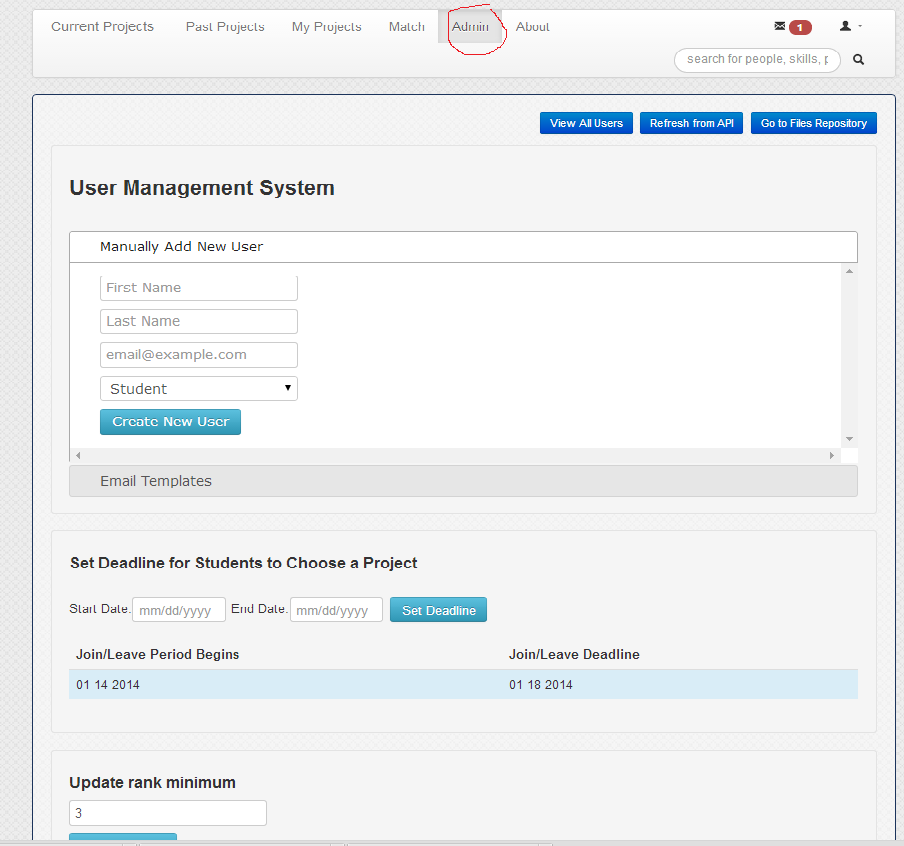 Current Projects Past Projects My Projects Match Admin About 1
search for people, skills, p
View All Users Refresh from API Go to Files Repository
User Management System
Manually Add New User
First Name
Last Name
email@example.com
Student
Create New User
Email Templates
Set Deadline for Students to Choose a Project
Start Date: mm/dd/yyyy End Date: mm/dd/yyyy Set Deadline
Join/Leave Period Begins Join/Leave Deadline
01 14 2014 01 18 2014
Update rank minimum
3